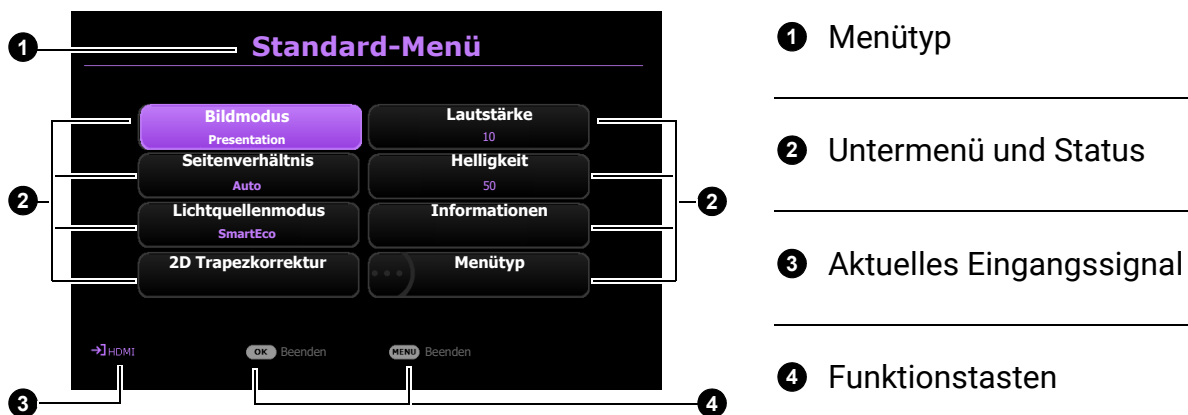 1 Standard-Menü
Bildmodus
Presentation
Lautstärke
10
Seitenverhältnis
Auto
Helligkeit
50
2
2
Lichtquellenmodus
SmartEco
Informationen
2D Trapezkorrektur
Menütyp
HDMI
OK Beenden
MENU Beenden
3
4
1 Menütyp
2 Untermenü und Status
3 Aktuelles Eingangssignal
4 Funktionstasten